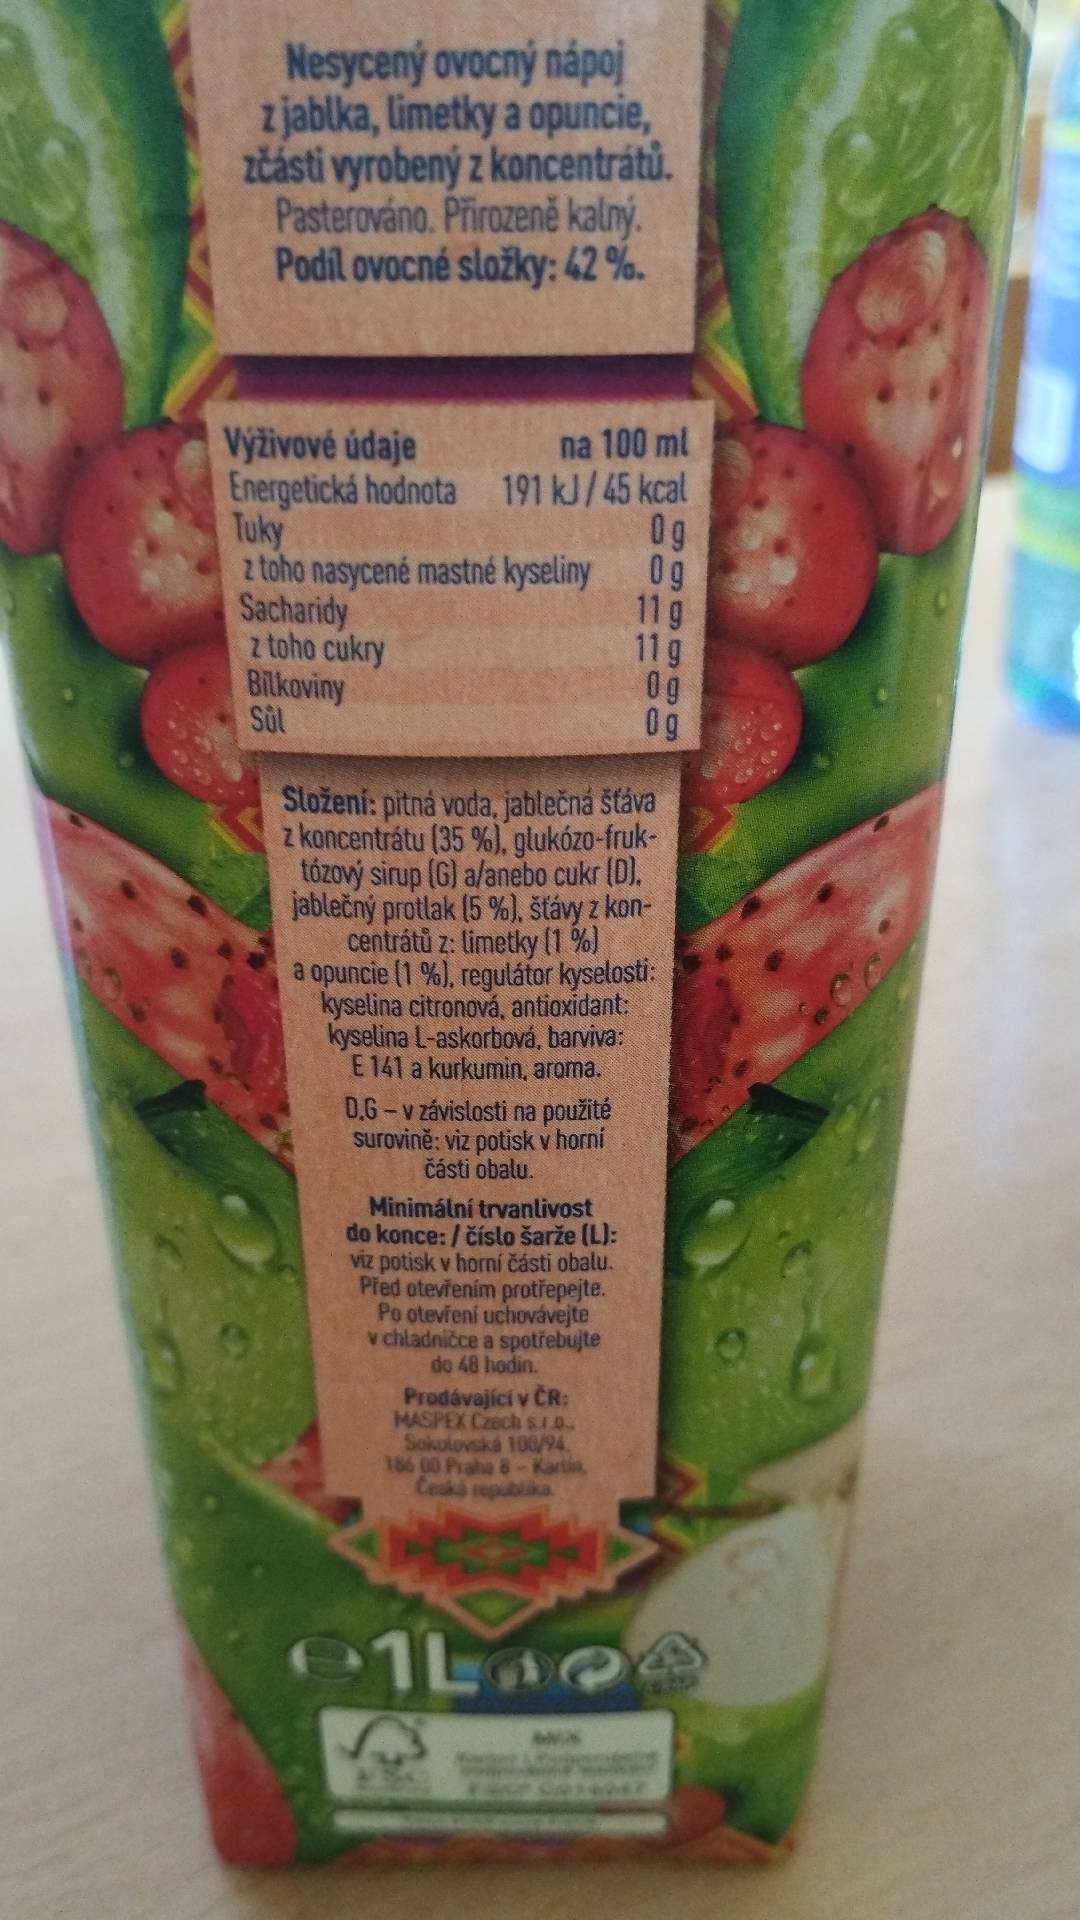 Nesycený ovocný nápoj
z jablka, limetky a opuncie,
zčásti vyrobený z koncentrátů.
Pasterováno. Přirozeně kalný.
Podíl ovocné složky: 42 %.
Výživové údaje na 100 ml
Energetická hodnota 191 kJ / 45 kcal
Tuky 0 g
z toho nasycené mastné kyseliny 0 g
Sacharidy 11 g
z toho cukry 11 g
Bílkoviny 0 g
Sůl 0 g
Složení: pitná voda, jablečná šťáva
z koncentrátu (35 %), glukózo-fruk-
tózový sirup (G) a/anebo cukr (D),
jablečný protlak (5 %), šťávy z kon-
centrátů z: limetky (1 %)
a opuncie (1 %), regulátor kyselosti:
kyselina citronová, antioxidant:
kyselina L-askorbová, barviva:
E 141 a kurkumin, aroma.
D,G – v závislosti na použité
surovině: viz potisk v horní
části obalu.
Minimální trvanlivost
do konce: / číslo šarže (L):
viz potisk v horní části obalu.
Před otevřením protřepejte.
Po otevření uchovávejte
v chladničce a spotřebujte
do 48 hodin.
Prodávající v ČR:
MASPEX Czech s.r.o.,
Sokolovská 100/94,
186 00 Praha 8 – Karlín,
Česká republika.
e 1L
MIX